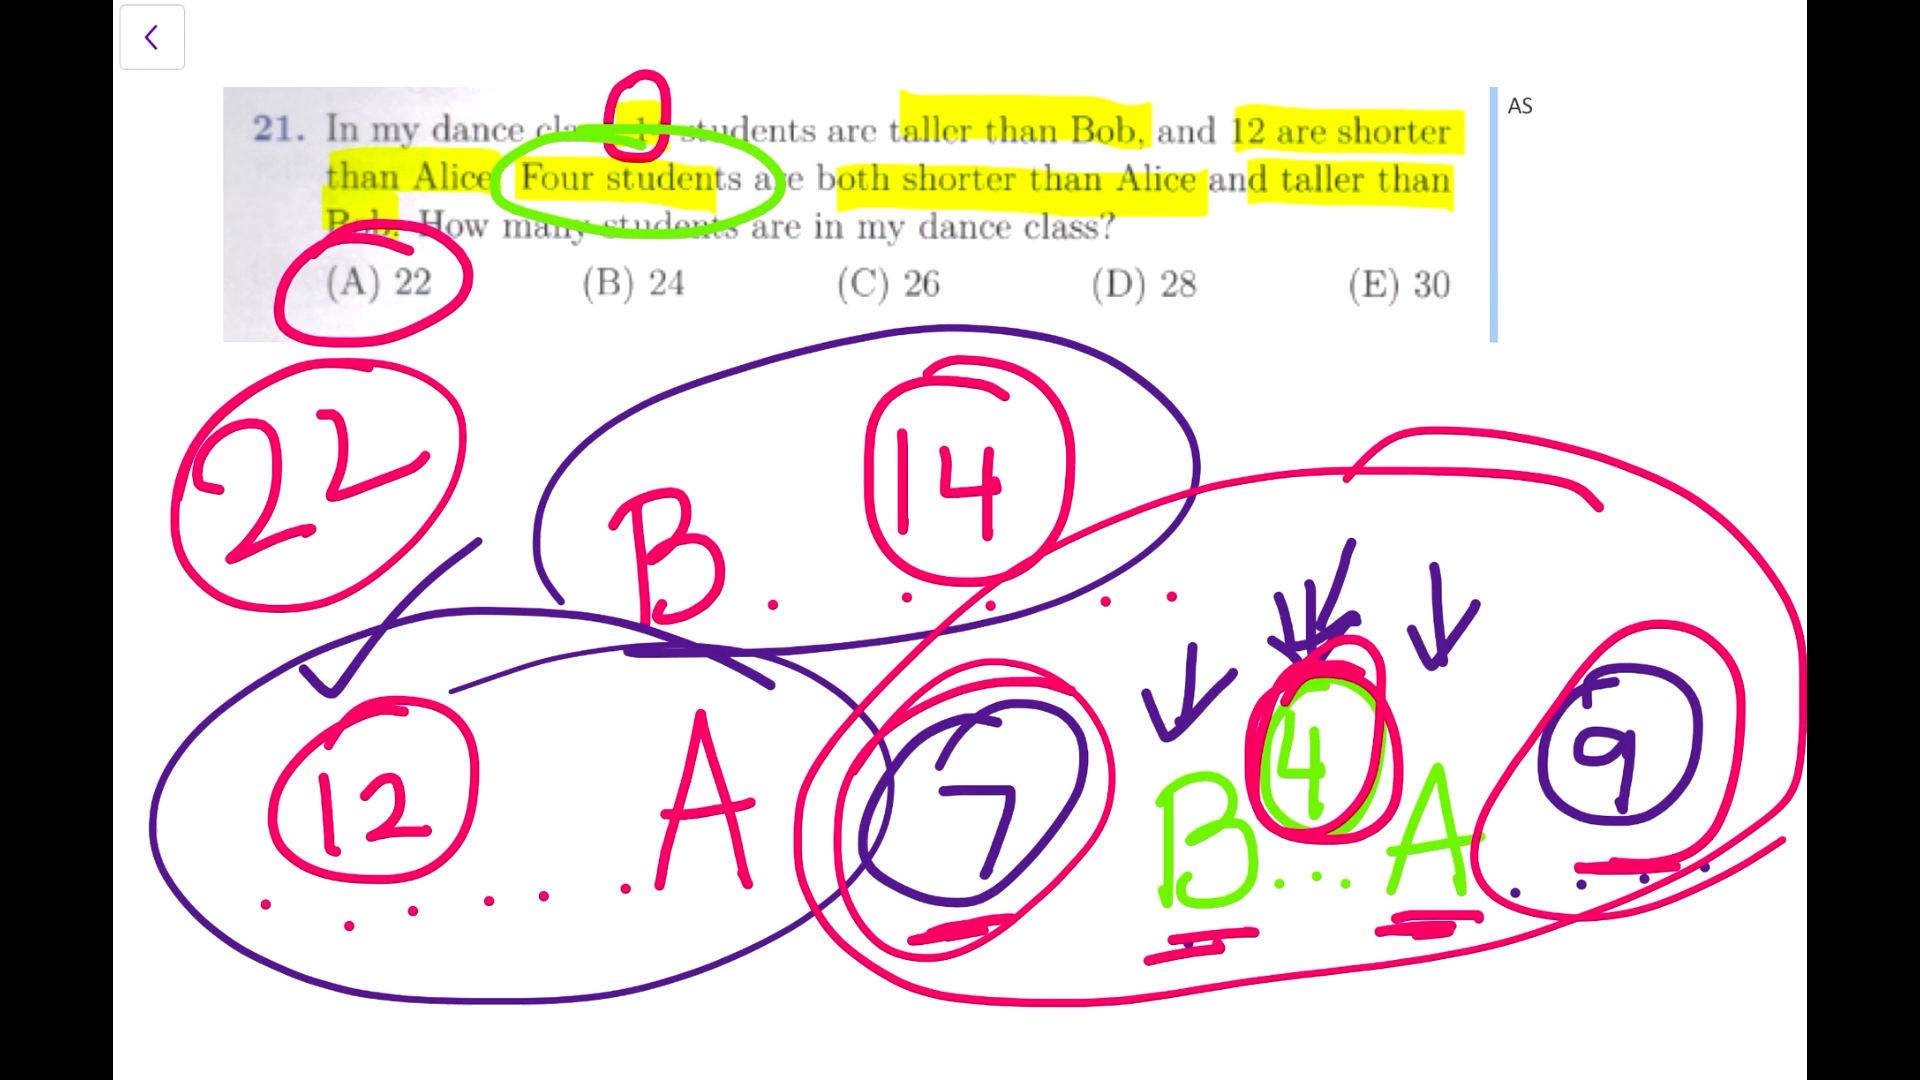 21. In my dance students are taller than Bob, and 12 are shorter
than Alice Four students are both shorter than Alice and taller than
Bob. How many students are in my dance class?
(A) 22 (B) 24 (C) 26 (D) 28 (E) 30
AS
22
B 14
12 A 7 B 4 A 9